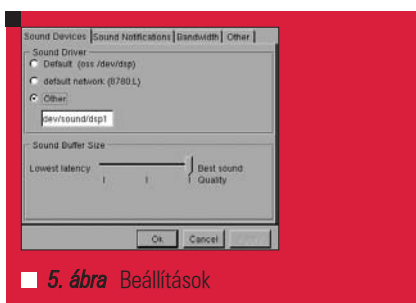 Sound Devices Sound Notifications Bandwidth Other
Sound Driver
Default (oss /dev/dsp)
default network (8780:L)
Other:
dev/sound/dsp1
Sound Buffer Size
Lowest latency
Best sound
Quality
Ok Cancel
5. ábra Beállítások